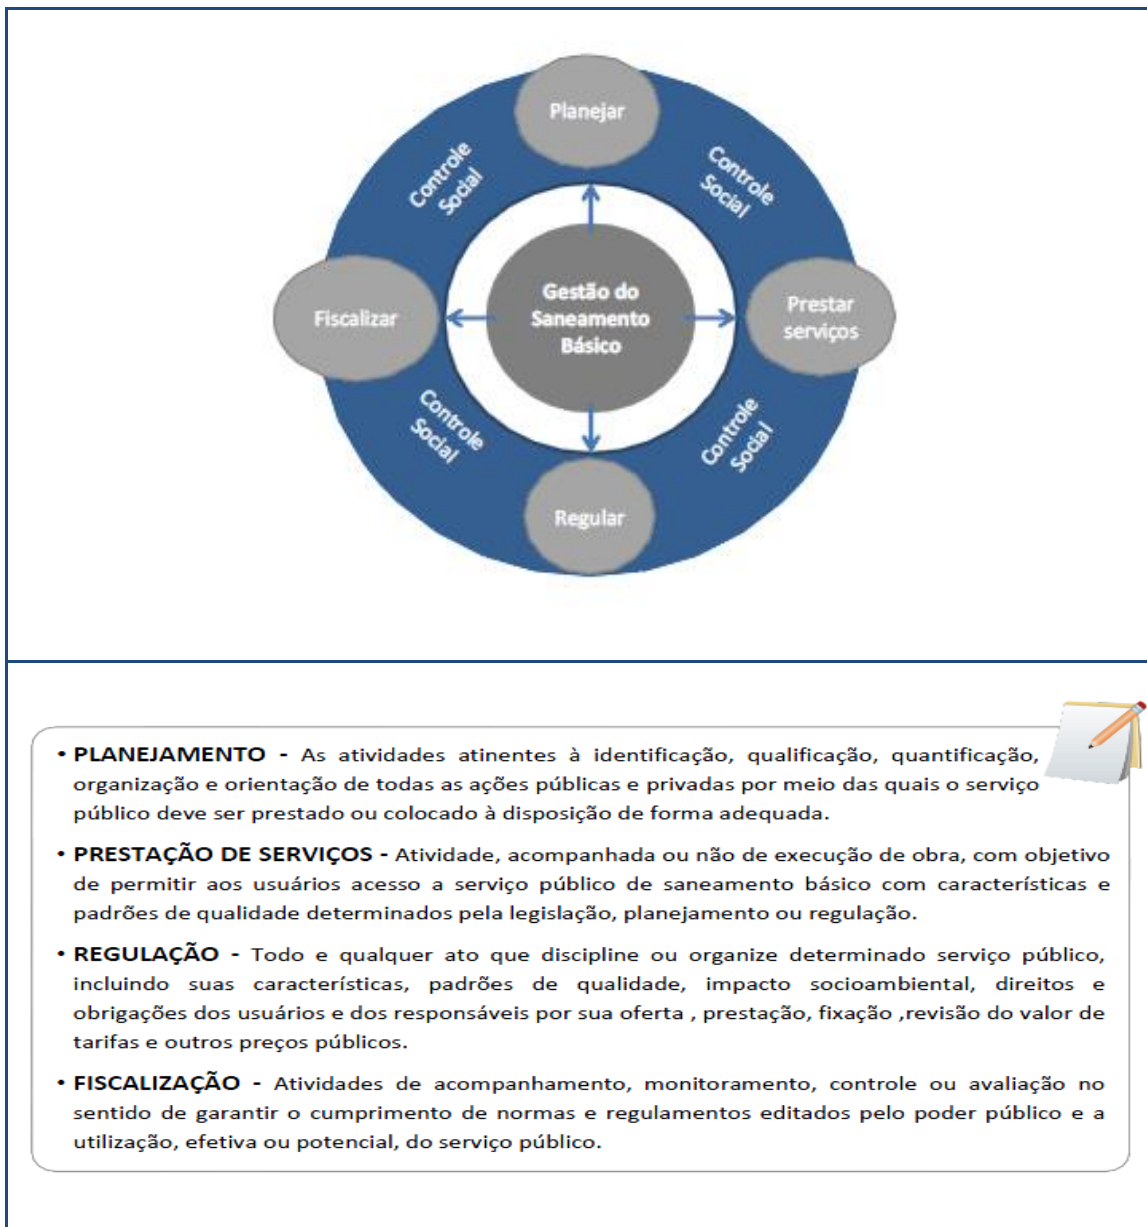 Planejar
Controle
Social
Controle
Social
Fiscalizar
Gestão do
Saneamento
Básico
Prestar
serviços
Controle
Social
Controle
Social
Regular
• PLANEJAMENTO - As atividades atinentes à identificação, qualificação, quantificação,
organização e orientação de todas as ações públicas e privadas por meio das quais o serviço
público deve ser prestado ou colocado à disposição de forma adequada.
• PRESTAÇÃO DE SERVIÇOS - Atividade, acompanhada ou não de execução de obra, com objetivo
de permitir aos usuários acesso a serviço público de saneamento básico com características e
padrões de qualidade determinados pela legislação, planejamento ou regulação.
• REGULAÇÃO - Todo e qualquer ato que discipline ou organize determinado serviço público,
incluindo suas características, padrões de qualidade, impacto socioambiental, direitos e
obrigações dos usuários e dos responsáveis por sua oferta , prestação, fixação ,revisão do valor de
tarifas e outros preços públicos.
• FISCALIZAÇÃO - Atividades de acompanhamento, monitoramento, controle ou avaliação no
sentido de garantir o cumprimento de normas e regulamentos editados pelo poder público e a
utilização, efetiva ou potencial, do serviço público.